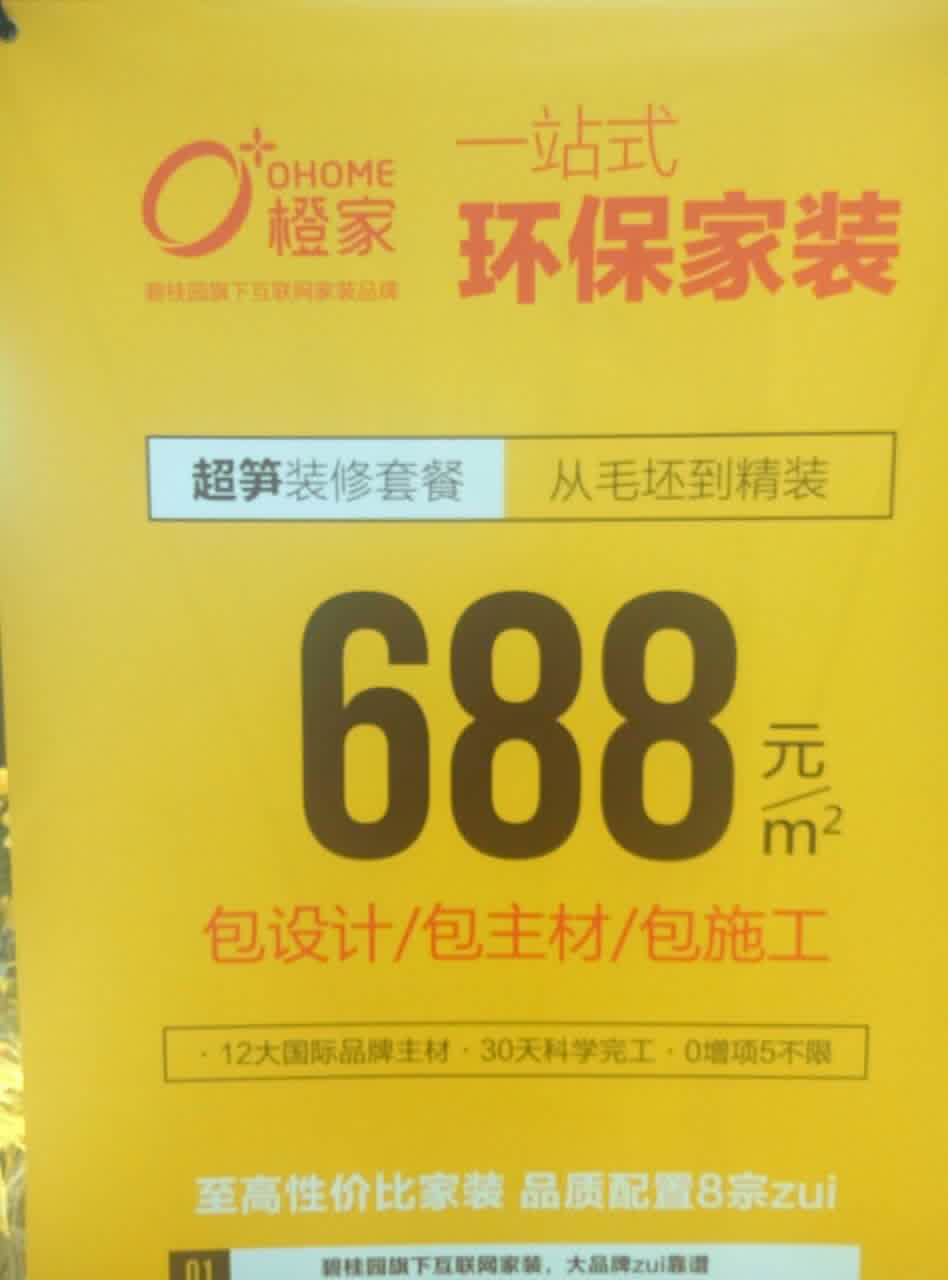 OHOME
橙家
碧桂园旗下互联网家装品牌
一站式
环保家装
超笋装修套餐 从毛坯到精装
688元/m²
包设计/包主材/包施工
·12大国际品牌主材·30天科学完工·0增项5不限
至高性价比家装 品质配置8宗zui
01 碧桂园旗下互联网家装，大品牌zui靠谱